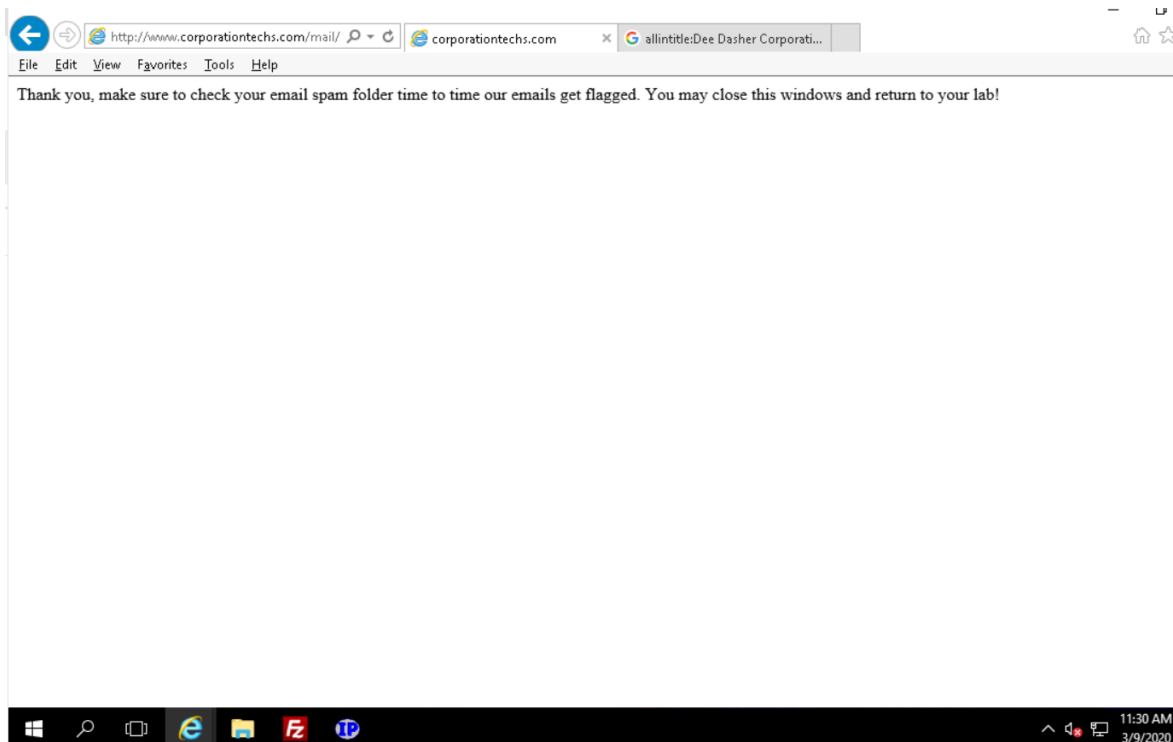 http://www.corporationtechs.com/mail/
corporationtechs.com
allintitle:Dee Dasher Corporati...
File Edit View Favorites Tools Help
Thank you, make sure to check your email spam folder time to time our emails get flagged. You may close this windows and return to your lab!
Fz
IP
11:30 AM
3/9/2020